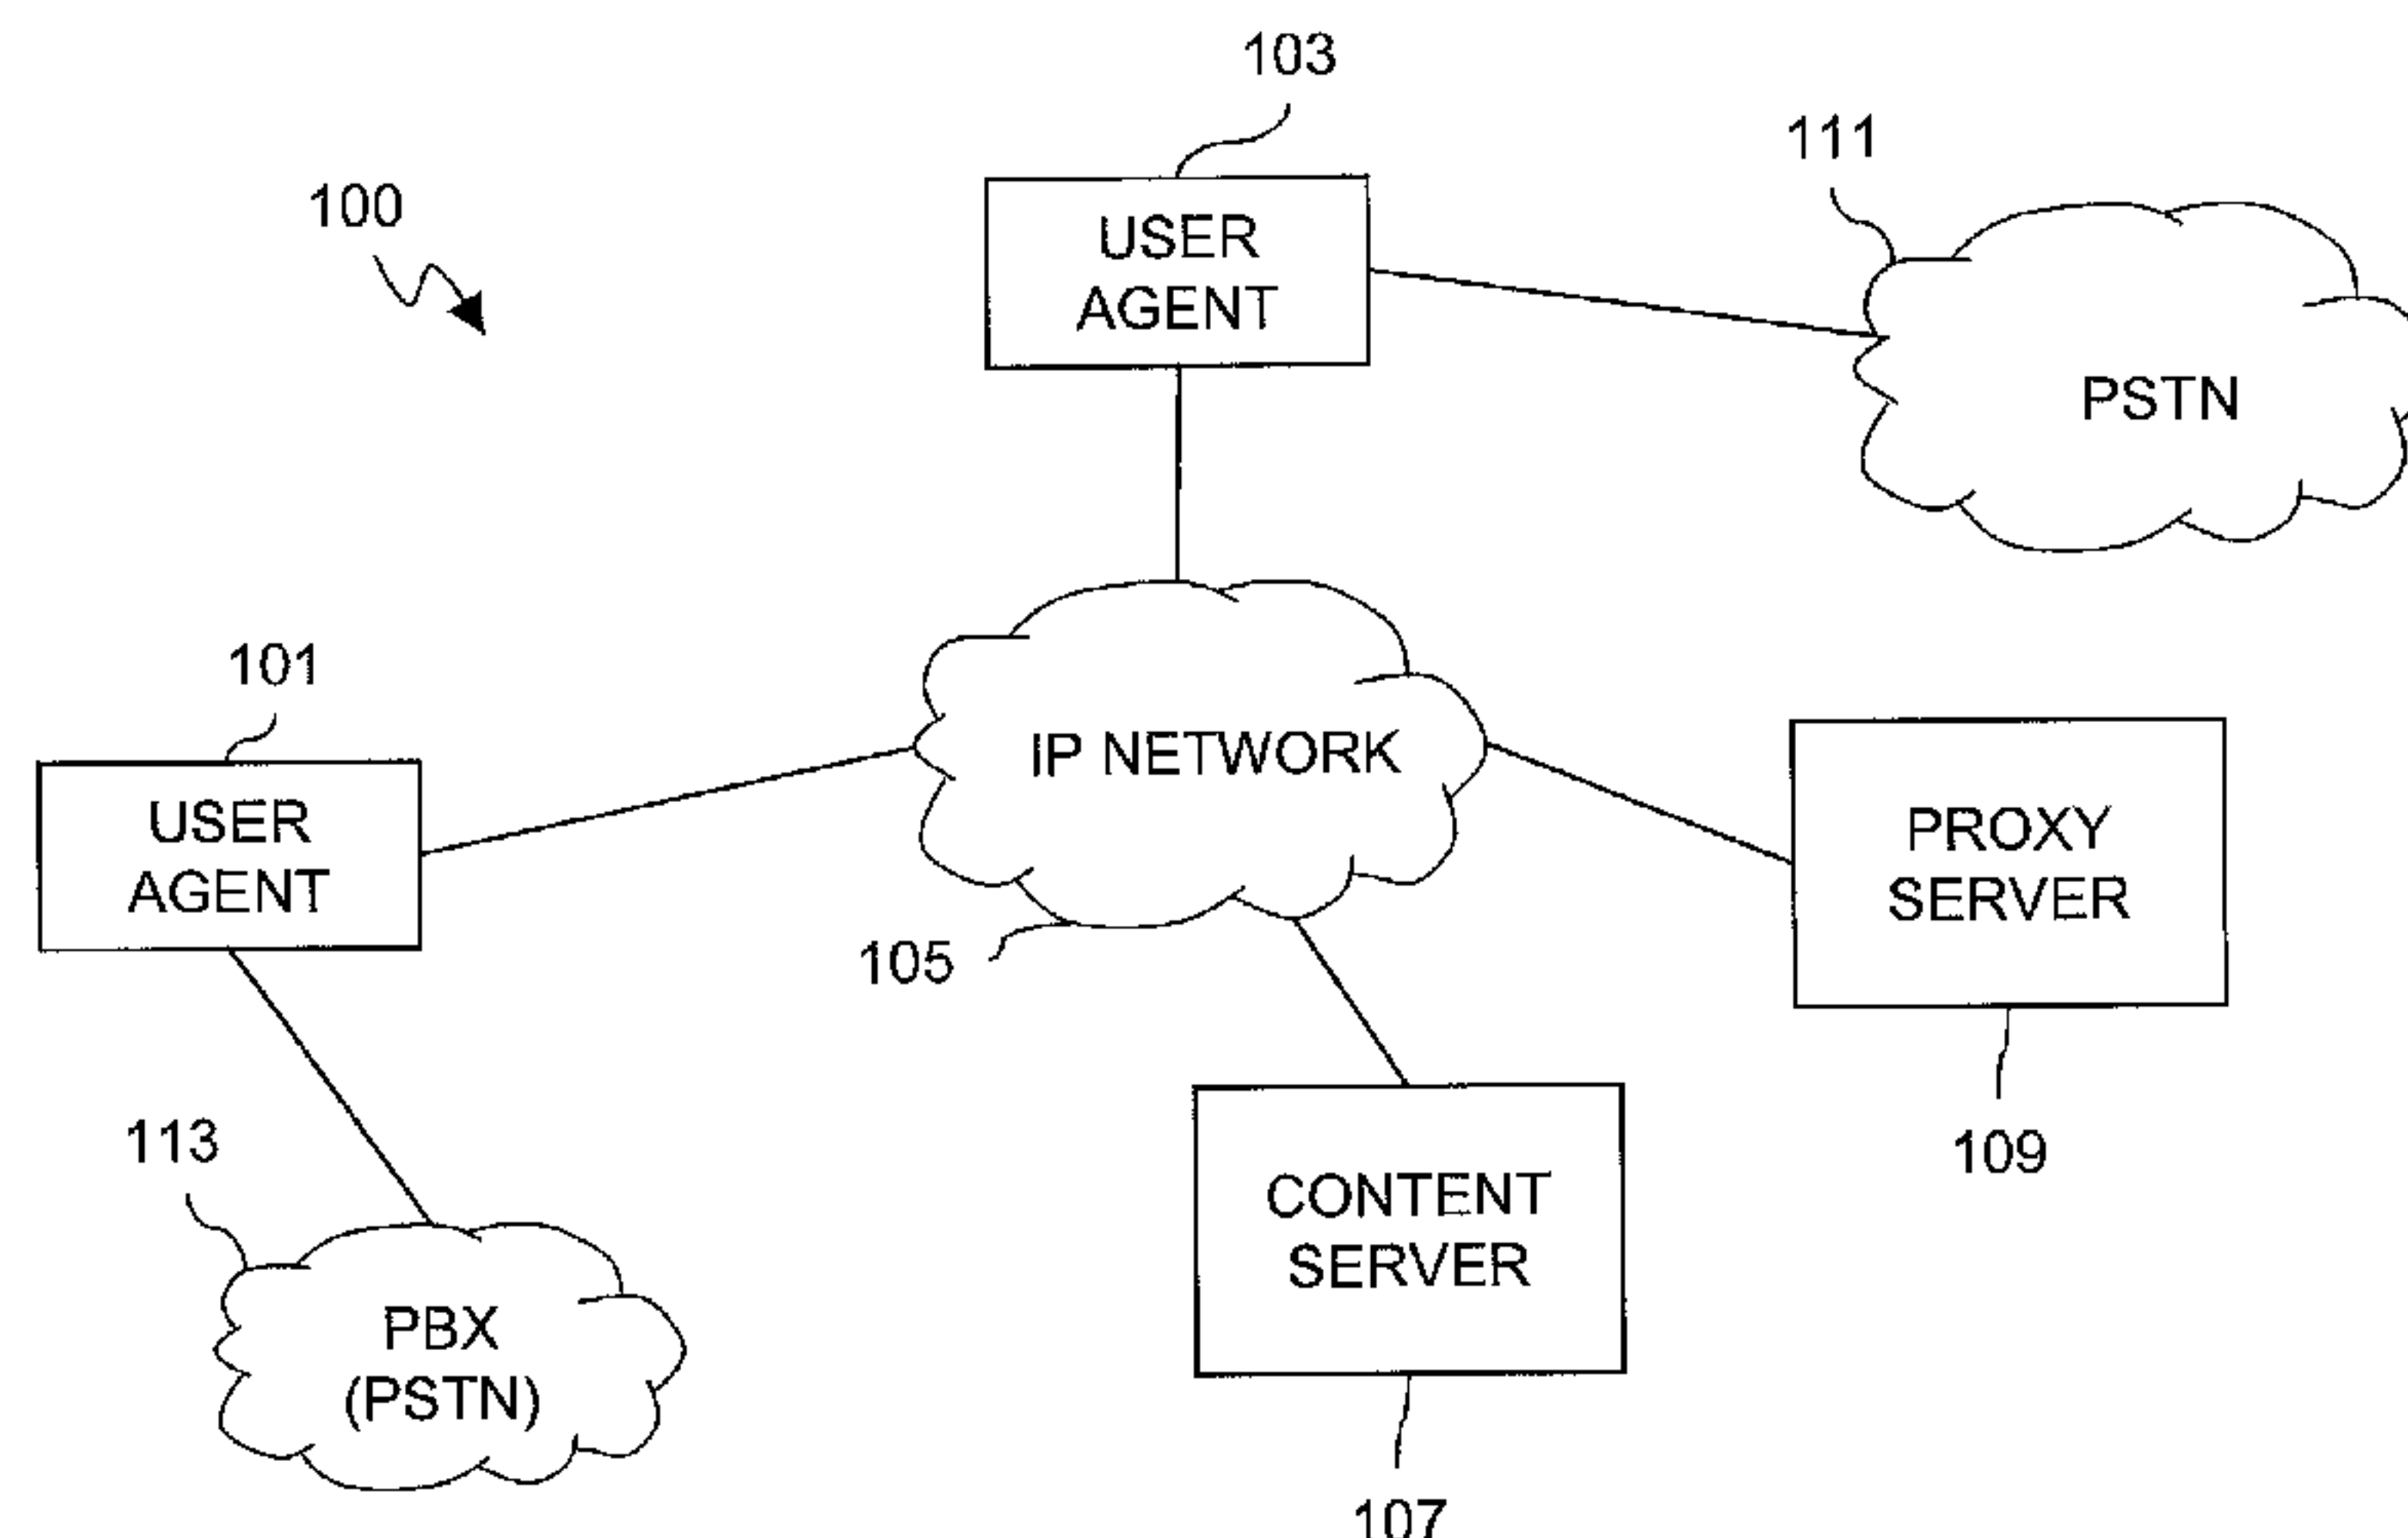 103
111
100
USER
AGENT
PSTN
101
IP NETWORK
USER
AGENT
PROXY
SERVER
105
113
109
CONTENT
SERVER
PBX
(PSTN)
107